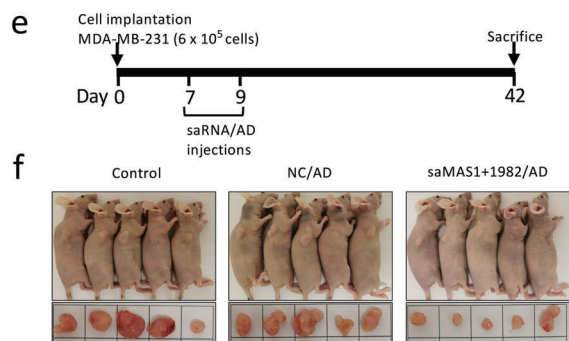 e
Cell implantation
MDA-MB-231 (6 x 10⁵ cells)
Sacrifice
Day 0 7 9 42
saRNA/AD
injections
f
Control NC/AD saMAS1+1982/AD